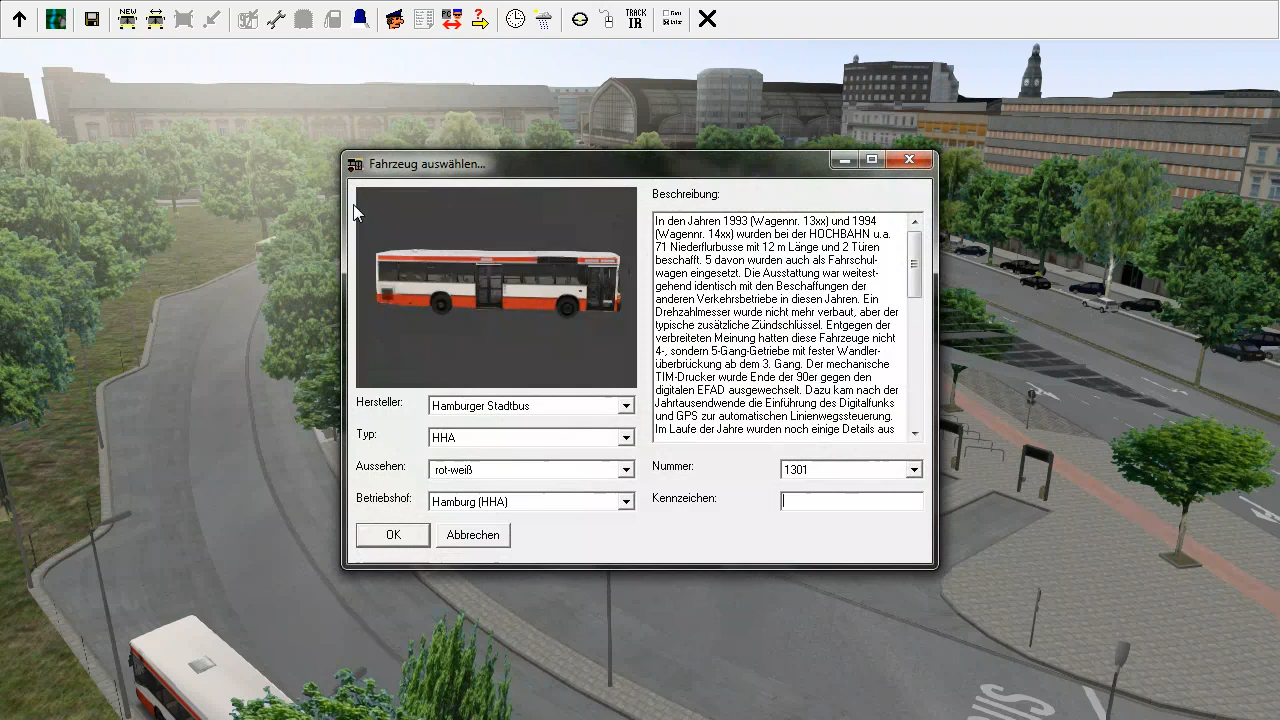 NEW
TRACK
IR
Fahrzeug auswählen...
Beschreibung:
In den Jahren 1993 (Wagennr. 13xx) und 1994
(Wagennr. 14xx) wurden bei der HOCHBAHN u.a.
71 Niederflurbusse mit 12 m Länge und 2 Türen
beschafft. 5 davon wurden auch als Fahrschul-
wagen eingesetzt. Die Ausstattung war weitest-
gehend identisch mit den Beschaffungen der
anderen Verkehrsbetriebe in diesen Jahren. Ein
Drehzahlmesser wurde nicht mehr verbaut, aber der
typische zusätzliche Zündschlüssel. Entgegen der
verbreiteten Meinung hatten diese Fahrzeuge nicht
4-, sondern 5-Gang-Getriebe mit fester Wandler-
überbrückung ab dem 3. Gang. Der mechanische
TIM-Drucker wurde Ende der 90er gegen den
digitalen EFAD ausgewechselt. Dazu kam nach der
Jahrtausendwende die Einführung des Digitalfunks
und GPS zur automatischen Linienwegsteuerung.
Im Laufe der Jahre wurden noch einige Details aus
Hersteller:
Hamburger Stadtbus
Typ:
HHA
Aussehen:
rot-weiß
Nummer:
1301
Betriebshof:
Hamburg (HHA)
Kennzeichen:
OK
Abbrechen
BUS